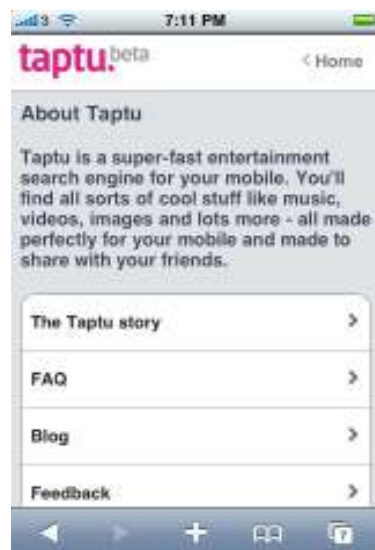 3 7:11 PM
taptu.beta < Home
About Taptu
Taptu is a super-fast entertainment
search engine for your mobile. You'll
find all sorts of cool stuff like music,
videos, images and lots more - all made
perfectly for your mobile and made to
share with your friends.
The Taptu story
FAQ
Blog
Feedback